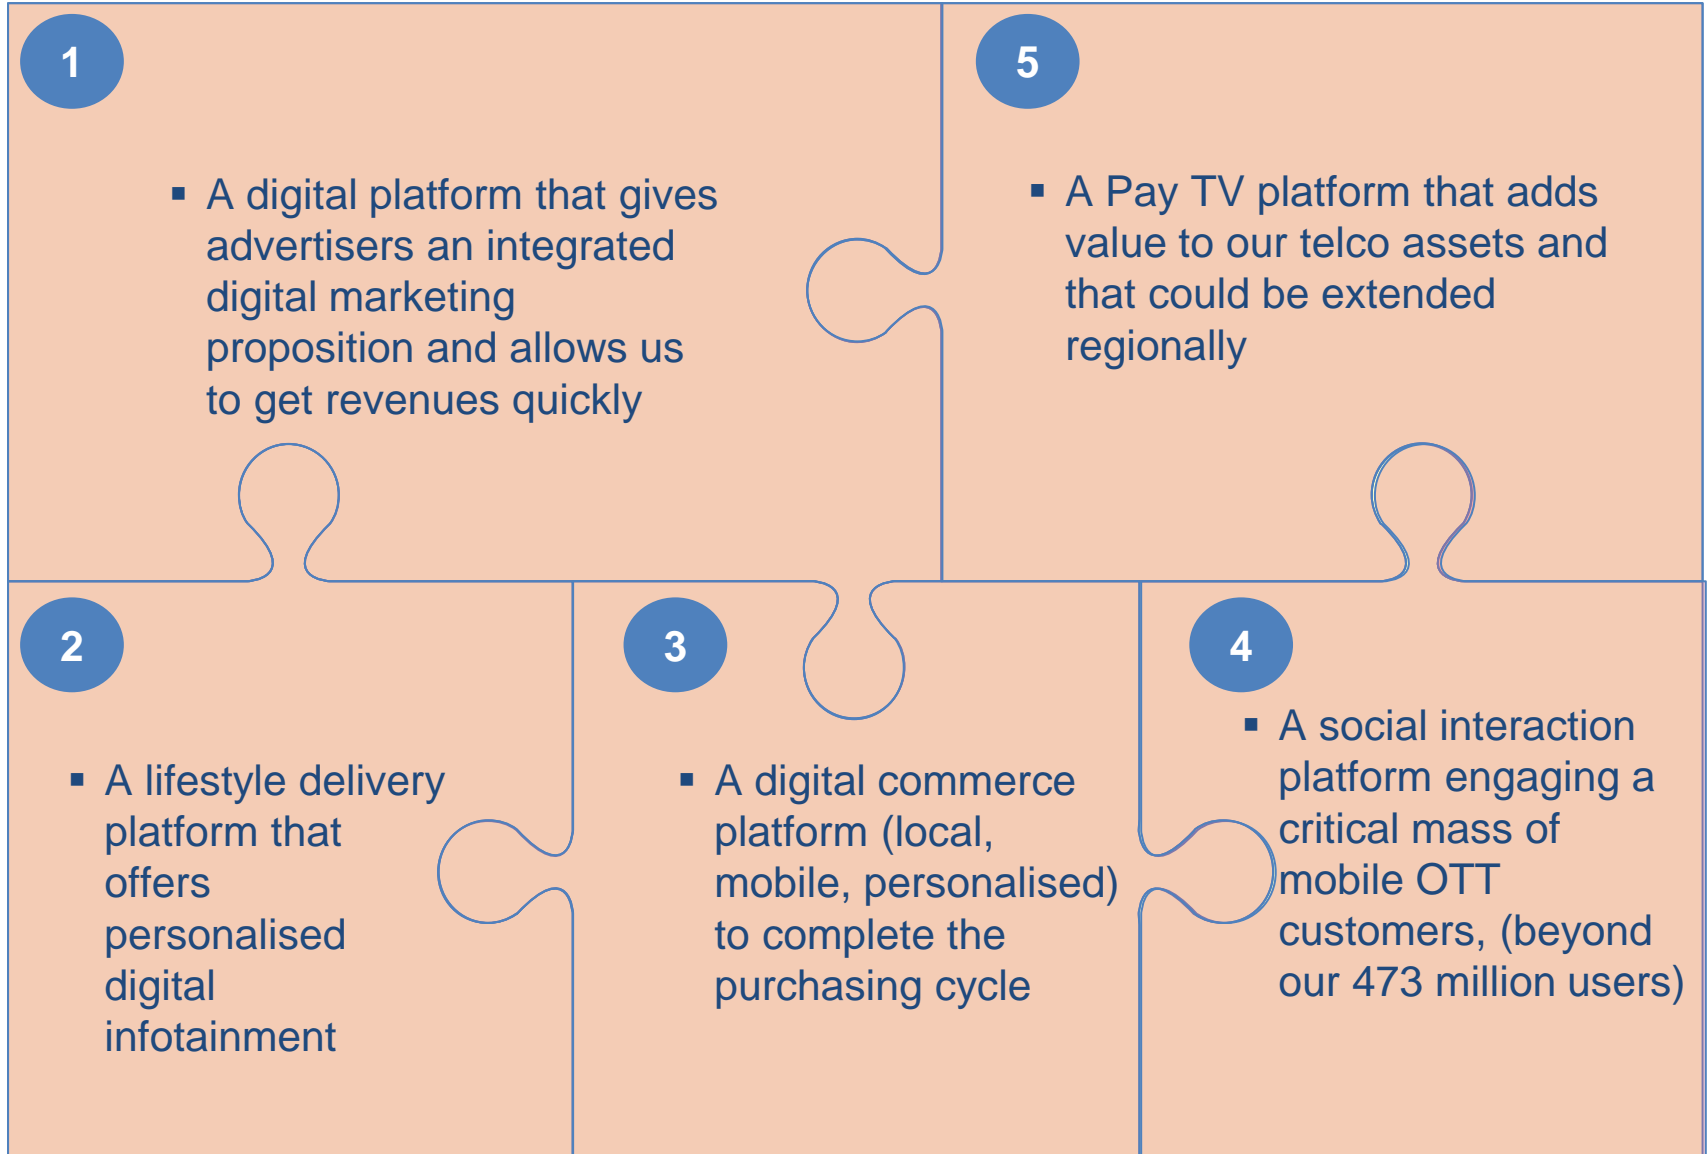 1
▪ A digital platform that gives
advertisers an integrated
digital marketing
proposition and allows us
to get revenues quickly
5
▪ A Pay TV platform that adds
value to our telco assets and
that could be extended
regionally
2
▪ A lifestyle delivery
platform that
offers
personalised
digital
infotainment
3
▪ A digital commerce
platform (local,
mobile, personalised)
to complete the
purchasing cycle
4
▪ A social interaction
platform engaging a
critical mass of
mobile OTT
customers, (beyond
our 473 million users)